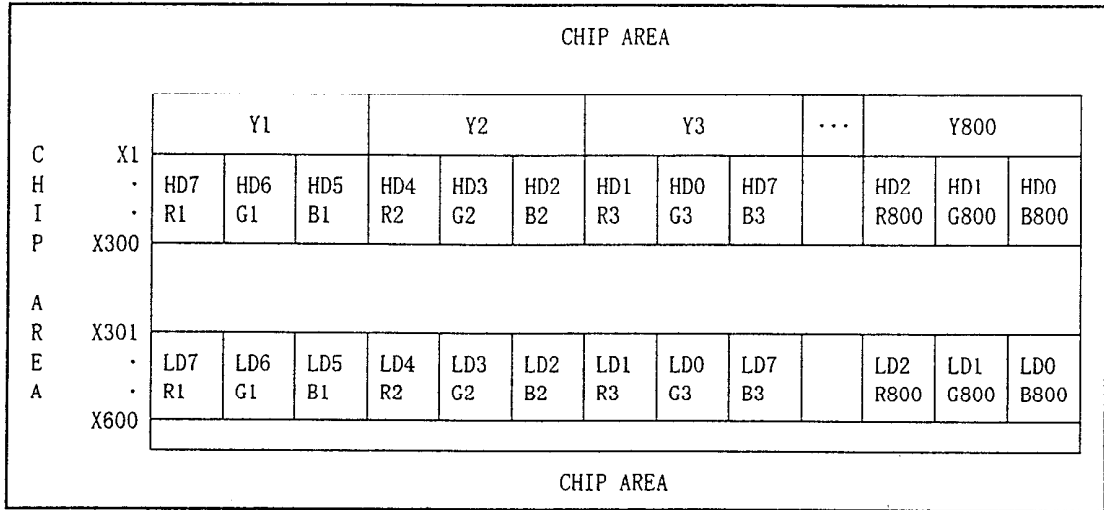 CHIP AREA
Y1 Y2 Y3 ... Y800
CHIP AREA
X1
HD7 HD6 HD5 HD4 HD3 HD2 HD1 HD0 HD7 HD2 HD1 HD0
R1 G1 B1 R2 G2 B2 R3 G3 B3 R800 G800 B800
X300
X301
LD7 LD6 LD5 LD4 LD3 LD2 LD1 LD0 LD7 LD2 LD1 LD0
R1 G1 B1 R2 G2 B2 R3 G3 B3 R800 G800 B800
X600
CHIP AREA